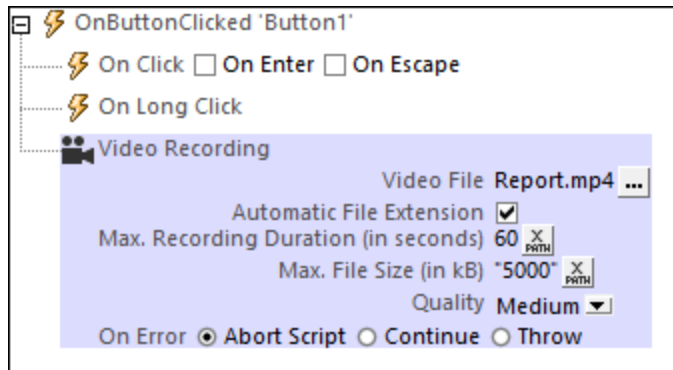 OnButtonClicked 'Button1'
On Click On Enter On Escape
On Long Click
Video Recording
Video File Report.mp4 ...
Automatic File Extension
Max. Recording Duration (in seconds) 60 X PATH
Max. File Size (in kB) "5000" X PATH
Quality Medium
On Error Abort Script Continue Throw